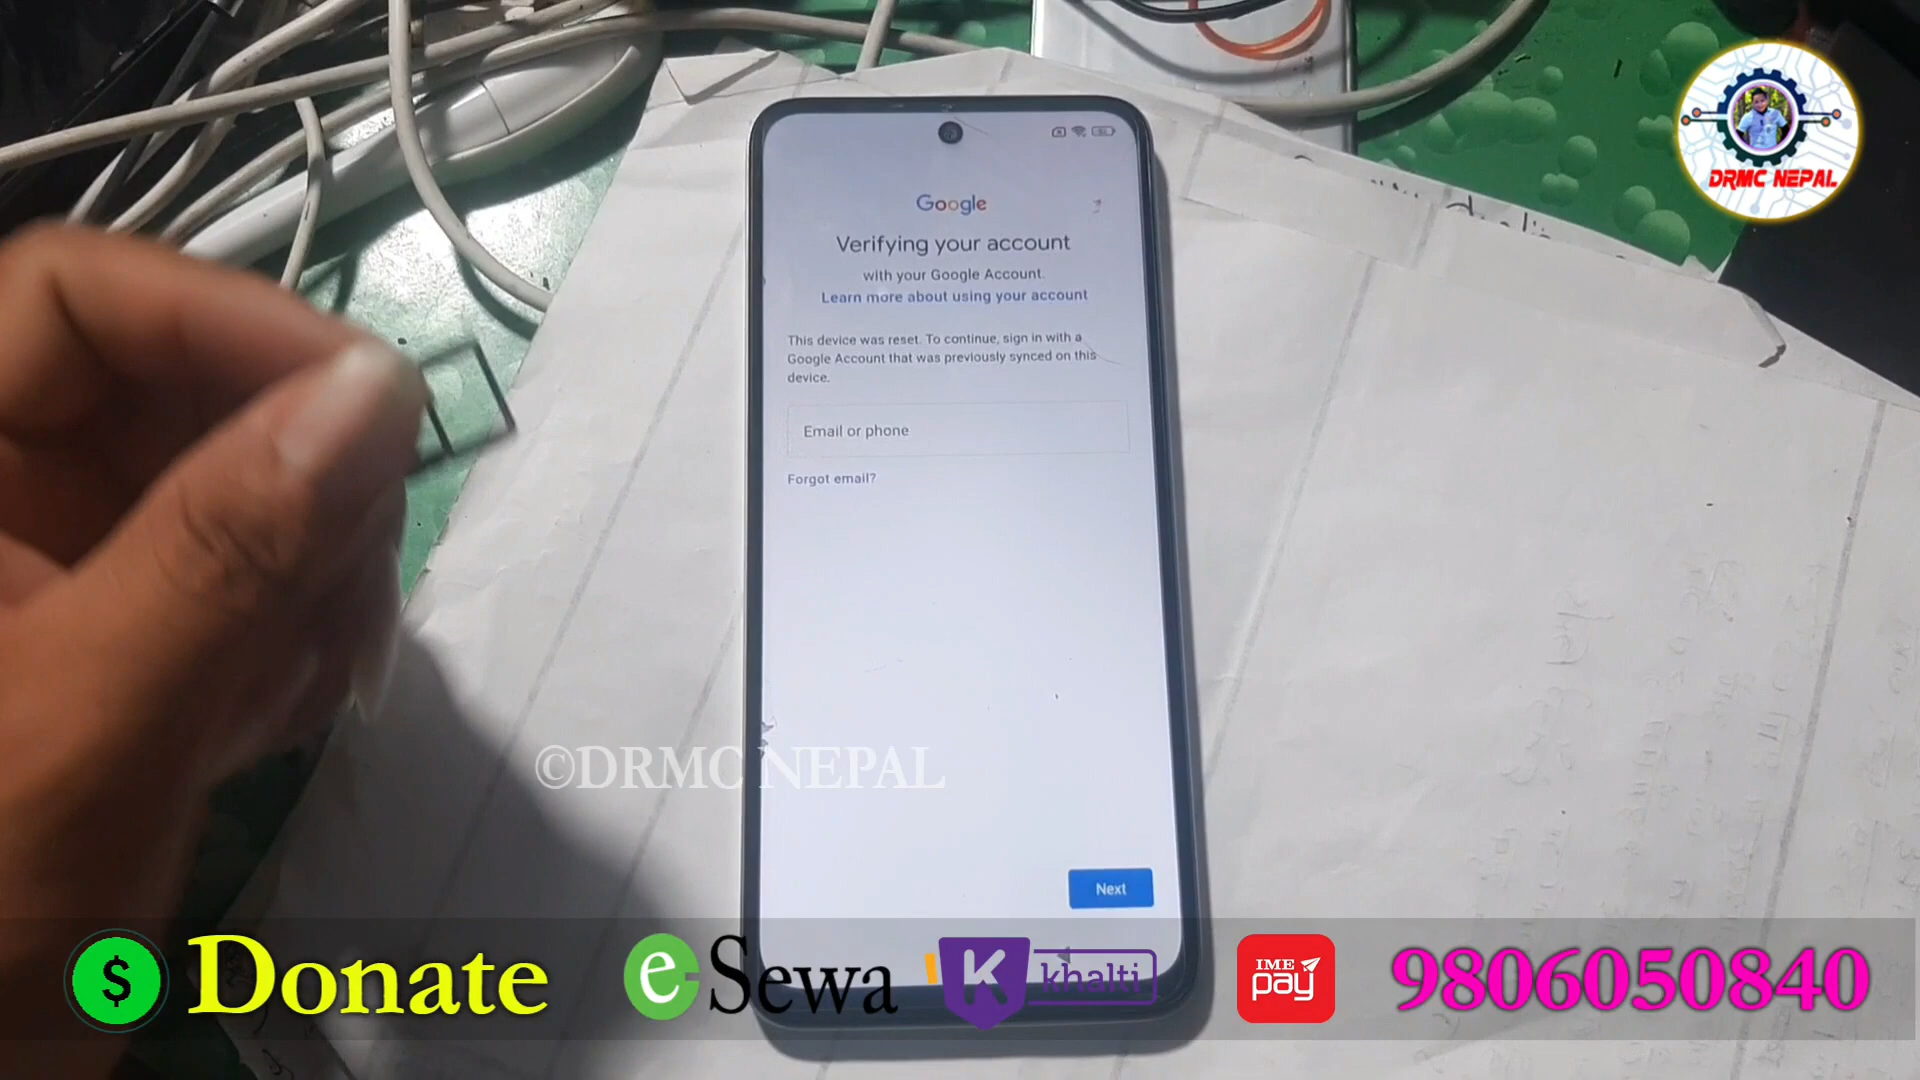 DRMC NEPAL
Google
Verifying your account
with your Google Account.
Learn more about using your account
This device was reset. To continue, sign in with a
Google Account that was previously synced on this
device.
Email or phone
Forgot email?
©DRMC NEPAL
Next
$ Donate
eSewa
K khalti
IME pay
9806050840